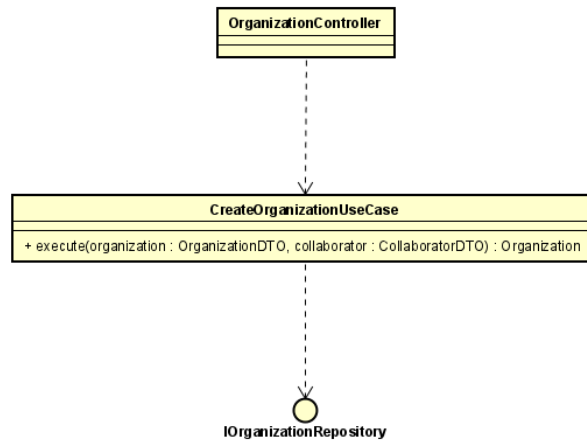 OrganizationController
CreateOrganizationUseCase
+ execute(organization : OrganizationDTO, collaborator : CollaboratorDTO) : Organization
IOrganizationRepository